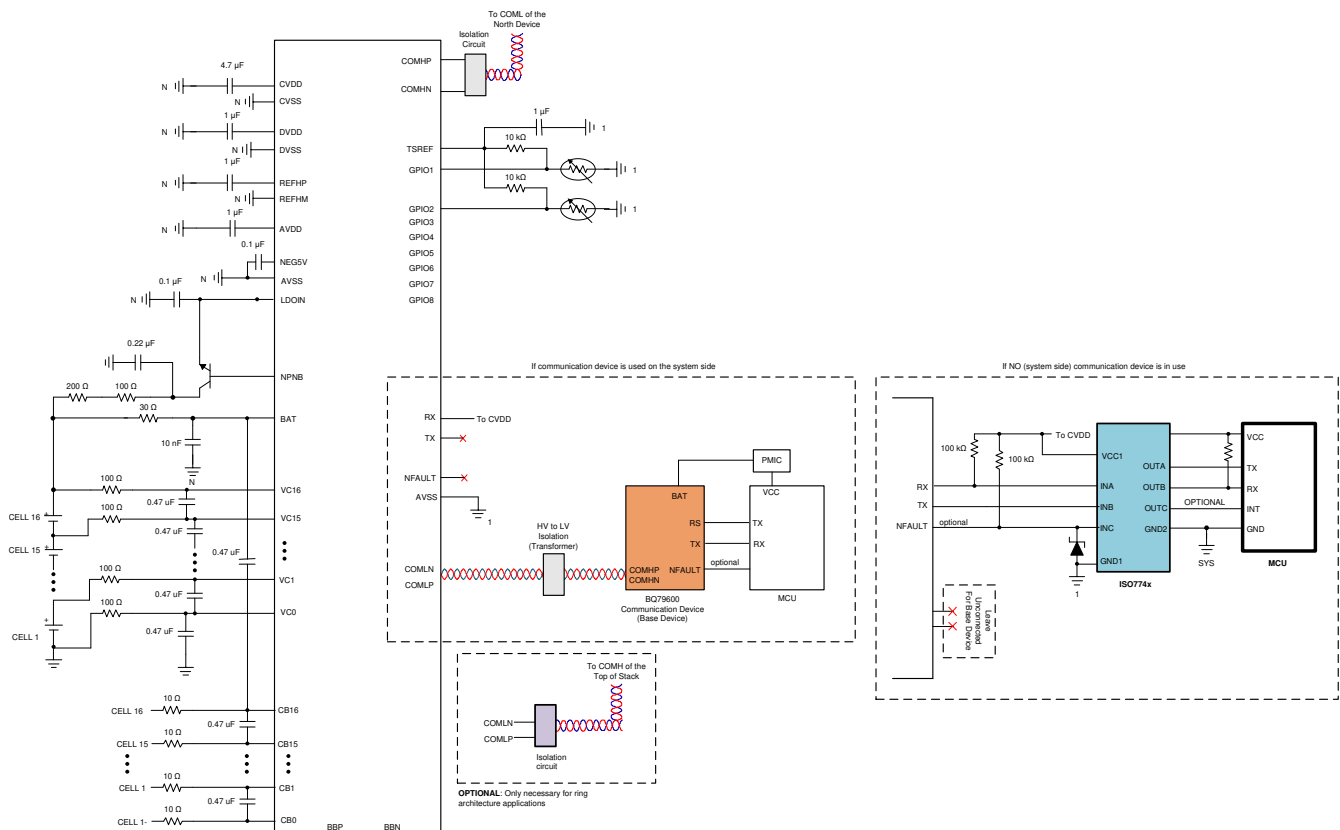 To COML of the
North Device
Isolation
Circuit
COMHP
COMHN
4.7 µF
N
CVDD
N
CVSS
1 µF
N
DVDD
N
DVSS
1 µF
N
REFHP
N
REFHM
1 µF
N
AVDD
0.1 µF
NEG5V
N
AVSS
0.1 µF
N
LDOIN
0.22 µF
NPNB
200 Ω
100 Ω
30 Ω
BAT
10 nF
N
100 Ω
VC16
0.47 uF
100 Ω
VC15
CELL 16
+
0.47 uF
CELL 15
+
0.47 uF
100 Ω
VC1
0.47 uF
100 Ω
VC0
+
0.47 uF
CELL 1
10 Ω
CELL 16
CB16
0.47 uF
10 Ω
CELL 15
CB15
10 Ω
CELL 1
CB1
0.47 uF
10 Ω
CELL 1-
CB0
BBP
BBN
1 µF
1
10 kΩ
TSREF
GPIO1
1
10 kΩ
GPIO2
1
GPIO3
GPIO4
GPIO5
GPIO6
GPIO7
GPIO8
If communication device is used on the system side
RX
To CVDD
TX
NFAULT
AVSS
1
HV to LV
Isolation
(Transformer)
COMLN
COMLP
PMIC
BAT
VCC
RS
TX
TX
RX
NFAULT
optional
COMHP
COMHN
BQ79600
Communication Device
(Base Device)
MCU
To COMH of the
Top of Stack
COMLN
COMLP
Isolation
circuit
OPTIONAL: Only necessary for ring
architecture applications
If NO (system side) communication device is in use
To CVDD
100 kΩ
100 kΩ
VCC1
OUTA
RX
INA
OUTB
TX
INB
OUTC
OPTIONAL
NFAULT
optional
INC
GND2
GND1
1
SYS
ISO774x
VCC
TX
RX
INT
GND
MCU
Leave
Unconnected
For Base Device